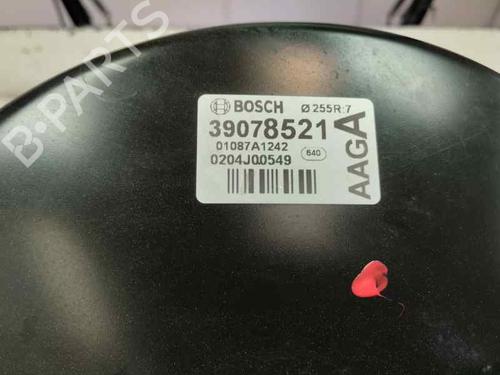 B-PARTS
BOSCH Ø 255R:7
39078521
01087A1242
640
0204J00549
AAGA